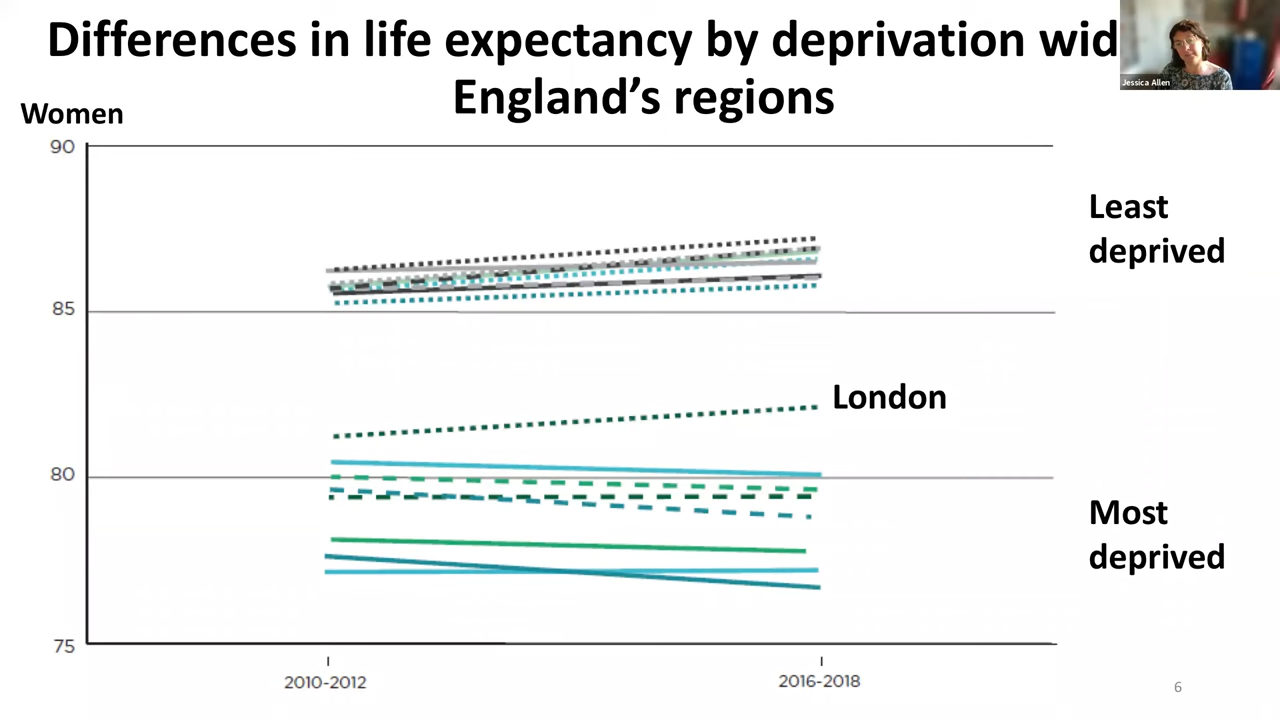 Differences in life expectancy by deprivation wid
England's regions
Jessica Allen
Women
90
85
80
75
Least
deprived
London
Most
deprived
2010-2012
2016-2018
6